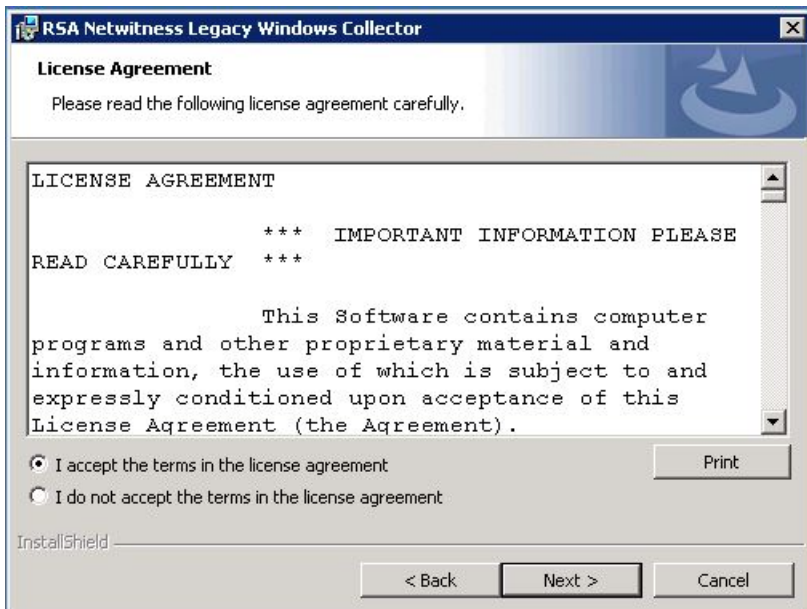 RSA Netwitness Legacy Windows Collector
License Agreement
Please read the following license agreement carefully.
LICENSE AGREEMENT
*** IMPORTANT INFORMATION PLEASE
READ CAREFULLY ***
This Software contains computer
programs and other proprietary material and
information, the use of which is subject to and
expressly conditioned upon acceptance of this
License Agreement (the Agreement).
I accept the terms in the license agreement
Print
I do not accept the terms in the license agreement
InstallShield
< Back Next > Cancel